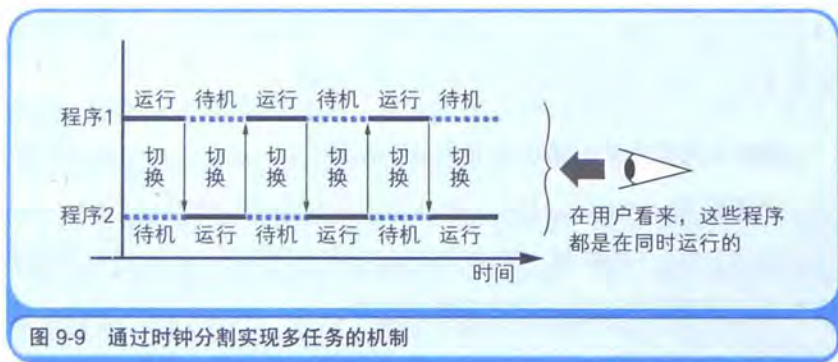 运行 待机 运行 待机 运行 待机
程序1
切换 切换 切换 切换 切换 切换
程序2
待机 运行 待机 运行 待机 运行
时间
在用户看来，这些程序
都是在同时运行的
图 9-9 通过时钟分割实现多任务的机制